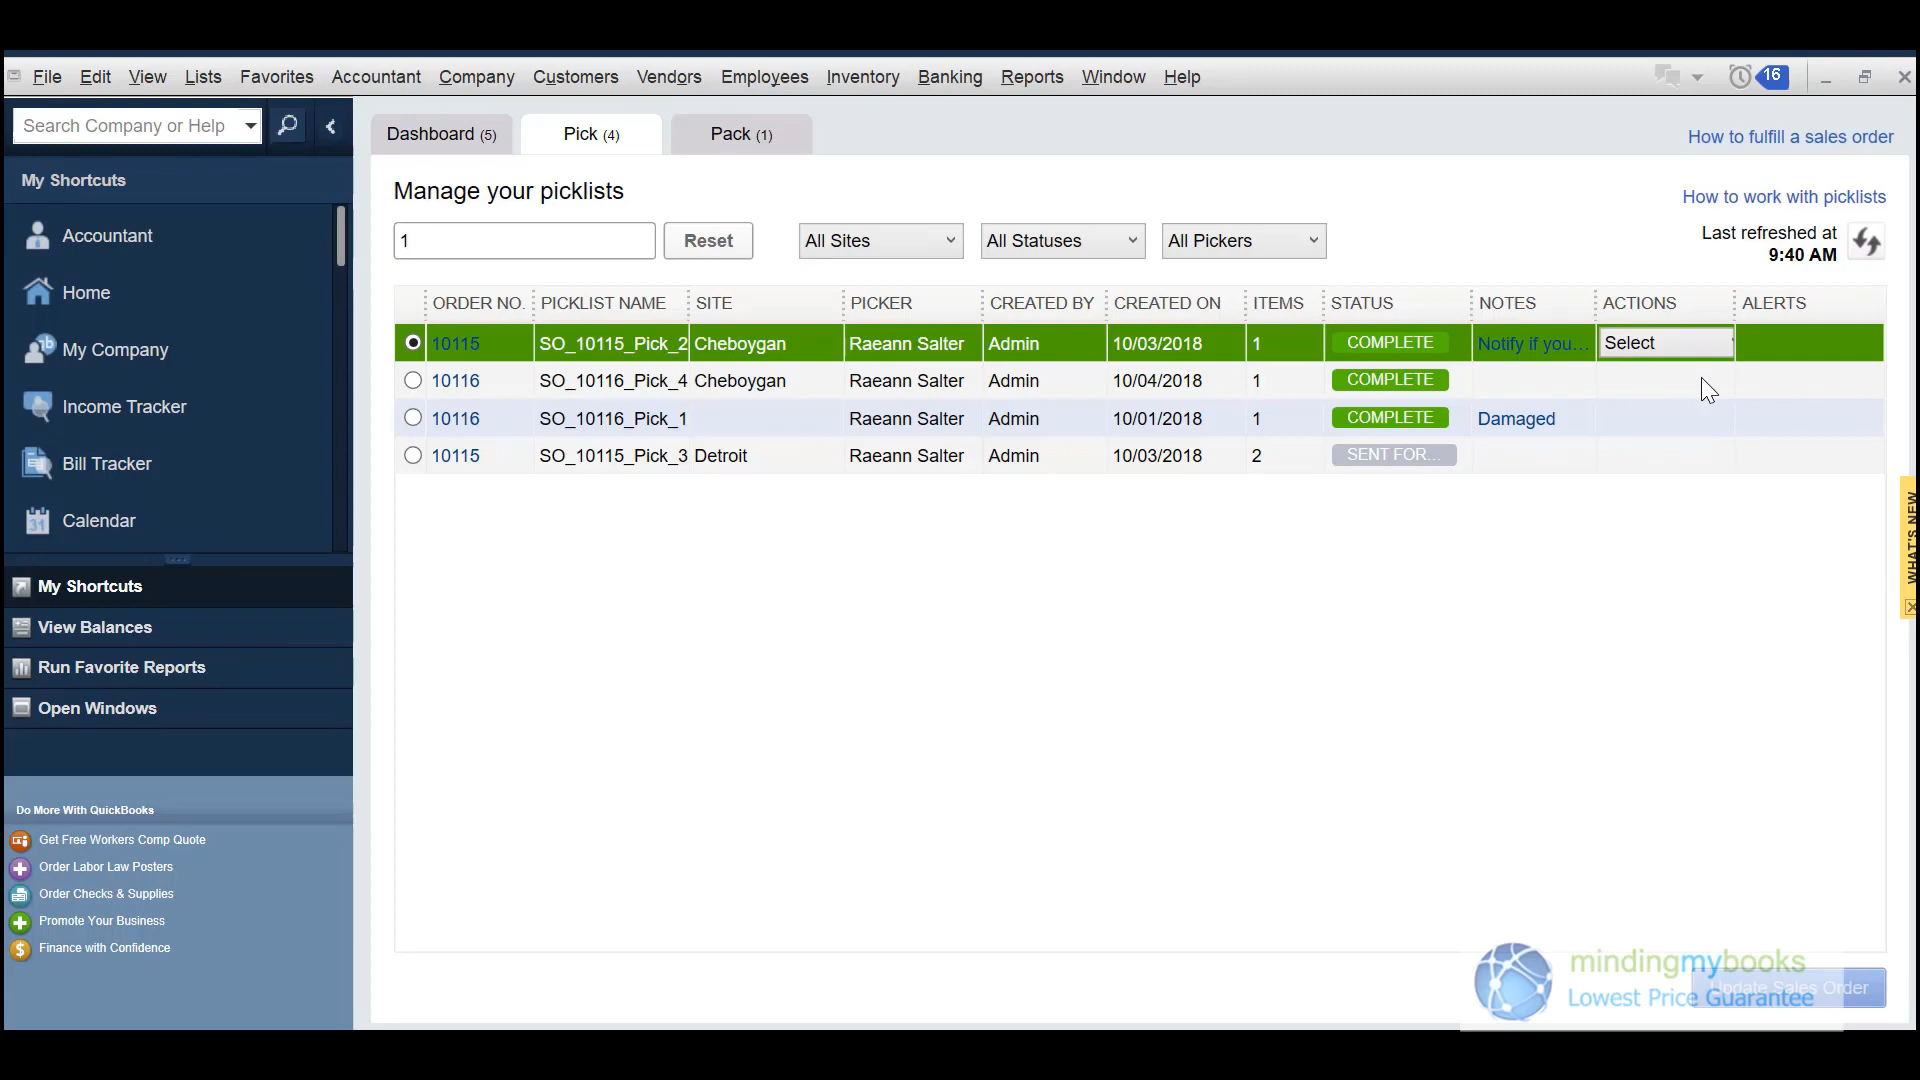 File Edit View Lists Favorites Accountant Company Customers Vendors Employees Inventory Banking Reports Window Help 16
Search Company or Help
My Shortcuts
Accountant
Home
My Company
Income Tracker
Bill Tracker
31 Calendar
My Shortcuts
View Balances
Run Favorite Reports
Open Windows
Do More With QuickBooks
Get Free Workers Comp Quote
Order Labor Law Posters
Order Checks & Supplies
Promote Your Business
$ Finance with Confidence
Dashboard (5) Pick (4) Pack (1)
How to fulfill a sales order
Manage your picklists
How to work with picklists
1 Reset All Sites All Statuses All Pickers
Last refreshed at
9:40 AM
ORDER NO. PICKLIST NAME SITE PICKER CREATED BY CREATED ON ITEMS STATUS NOTES ACTIONS ALERTS
10115 SO_10115_Pick_2 Cheboygan Raeann Salter Admin 10/03/2018 1 COMPLETE Notify if you... Select
10116 SO_10116_Pick_4 Cheboygan Raeann Salter Admin 10/04/2018 1 COMPLETE
10116 SO_10116_Pick_1 Raeann Salter Admin 10/01/2018 1 COMPLETE Damaged
10115 SO_10115_Pick_3 Detroit Raeann Salter Admin 10/03/2018 2 SENT FOR...
WHAT'S NEW
mindingmybooks
Lowest Price Guarantee
Update Sales Order